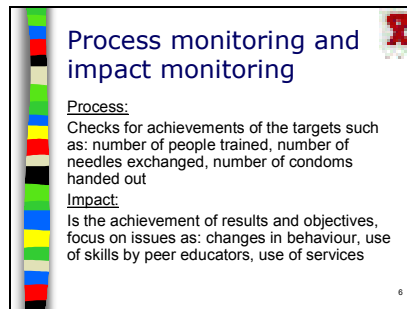 Process monitoring and
impact monitoring
Process:
Checks for achievements of the targets such
as: number of people trained, number of
needles exchanged, number of condoms
handed out
Impact:
Is the achievement of results and objectives,
focus on issues as: changes in behaviour, use
of skills by peer educators, use of services
6